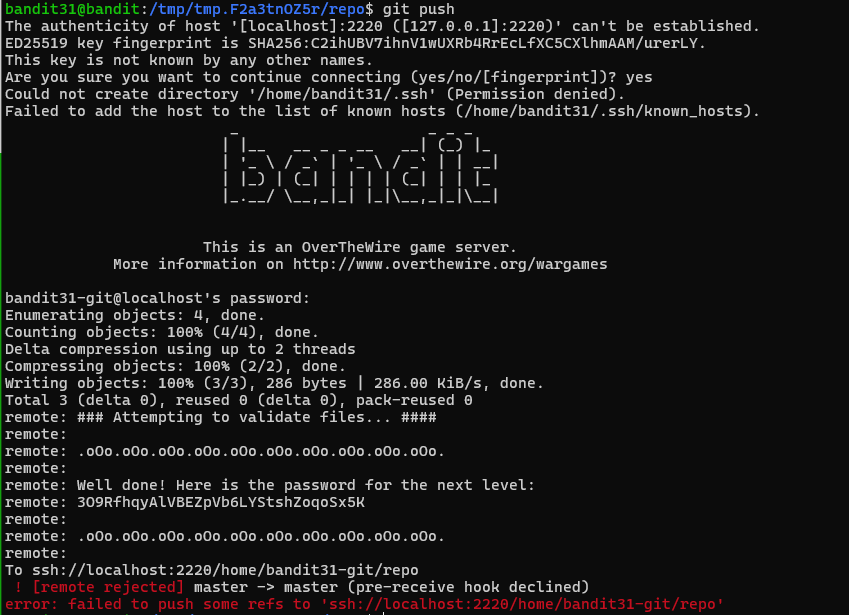 bandit31@bandit:/tmp/tmp.F2a3tnOZ5r/repo$ git push
The authenticity of host '[localhost]:2220 ([127.0.0.1]:2220)' can't be established.
ED25519 key fingerprint is SHA256:C2ihUBV7ihnV1wUXRb4RrEcLfXC5CXlhmAAM/urerLY.
This key is not known by any other names.
Are you sure you want to continue connecting (yes/no/[fingerprint])? yes
Could not create directory '/home/bandit31/.ssh' (Permission denied).
Failed to add the host to the list of known hosts (/home/bandit31/.ssh/known_hosts).
bandit
This is an OverTheWire game server.
More information on http://www.overthewire.org/wargames
bandit31-git@localhost's password:
Enumerating objects: 4, done.
Counting objects: 100% (4/4), done.
Delta compression using up to 2 threads
Compressing objects: 100% (2/2), done.
Writing objects: 100% (3/3), 286 bytes | 286.00 KiB/s, done.
Total 3 (delta 0), reused 0 (delta 0), pack-reused 0
remote: ### Attempting to validate files... ####
remote:
remote: .oOo.oOo.oOo.oOo.oOo.oOo.oOo.oOo.oOo.oOo.
remote:
remote: Well done! Here is the password for the next level:
remote: 3O9RfhqyAlVBEZpVb6LYStshZoqoSx5K
remote:
remote: .oOo.oOo.oOo.oOo.oOo.oOo.oOo.oOo.oOo.oOo.
remote:
To ssh://localhost:2220/home/bandit31-git/repo
! [remote rejected] master -> master (pre-receive hook declined)
error: failed to push some refs to 'ssh://localhost:2220/home/bandit31-git/repo'